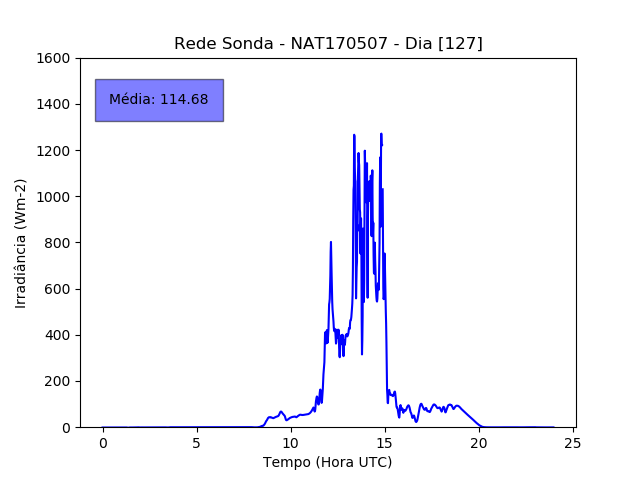 Rede Sonda - NAT170507 - Dia [127]
1600
1400
1200
1000
800
600
400
200
0
Média: 114.68
Irradiância (Wm-2)
0 5 10 15 20 25
Tempo (Hora UTC)